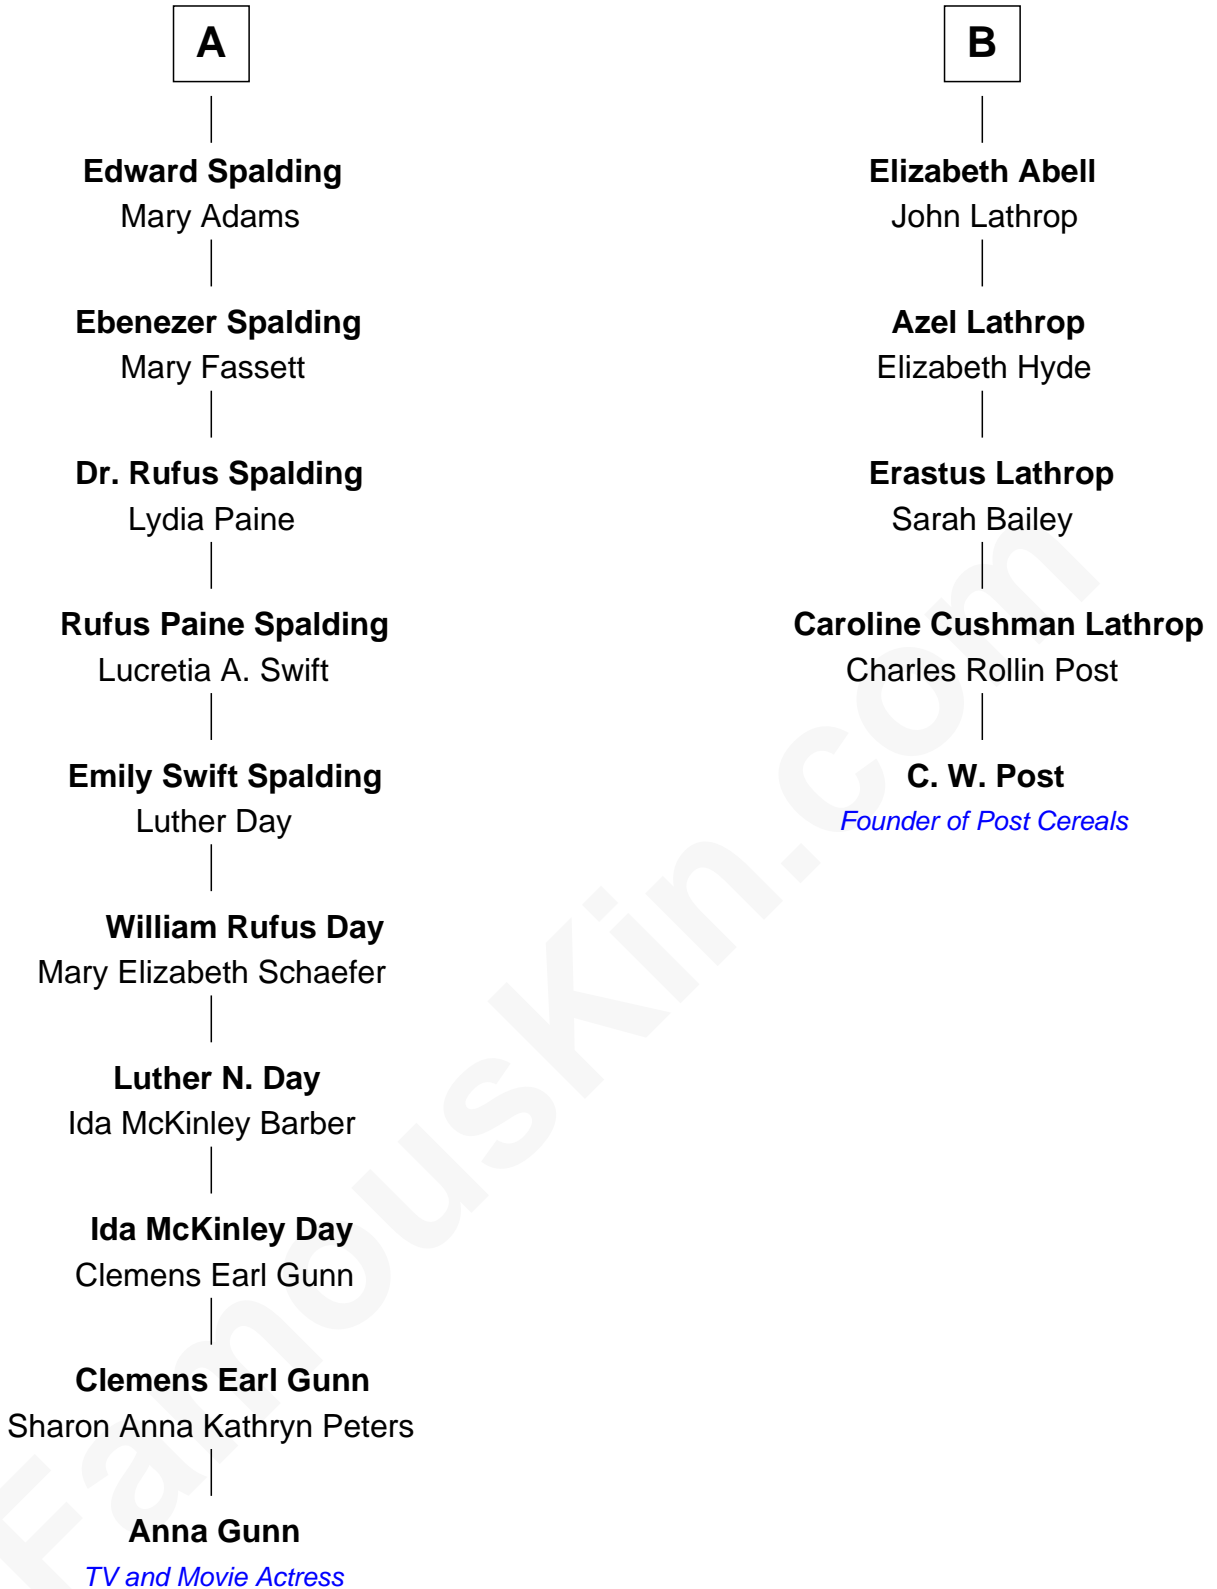 A
Edward Spalding
Mary Adams
Ebenezer Spalding
Mary Fassett
Dr. Rufus Spalding
Lydia Paine
Rufus Paine Spalding
Lucretia A. Swift
Emily Swift Spalding
Luther Day
William Rufus Day
Mary Elizabeth Schaefer
Luther N. Day
Ida McKinley Barber
Ida McKinley Day
Clemens Earl Gunn
Clemens Earl Gunn
Sharon Anna Kathryn Peters
Anna Gunn
TV and Movie Actress
B
Elizabeth Abell
John Lathrop
Azel Lathrop
Elizabeth Hyde
Erastus Lathrop
Sarah Bailey
Caroline Cushman Lathrop
Charles Rollin Post
C. W. Post
Founder of Post Cereals
FamousKin.com